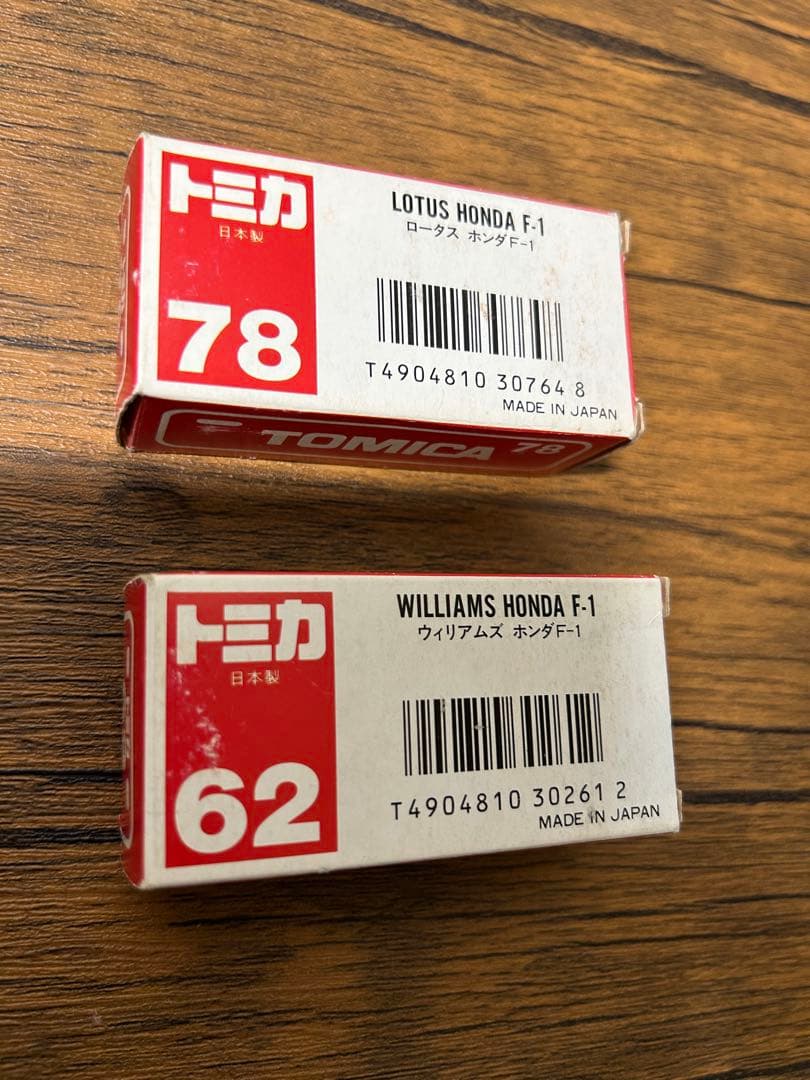 トミカ
日本製
78
LOTUS HONDA F-1
ロータス ホンダF-1
T4904810 30764 8
MADE IN JAPAN
TOMICA 78
トミカ
日本製
62
WILLIAMS HONDA F-1
ウィリアムズ ホンダF-1
T4904810 30261 2
MADE IN JAPAN